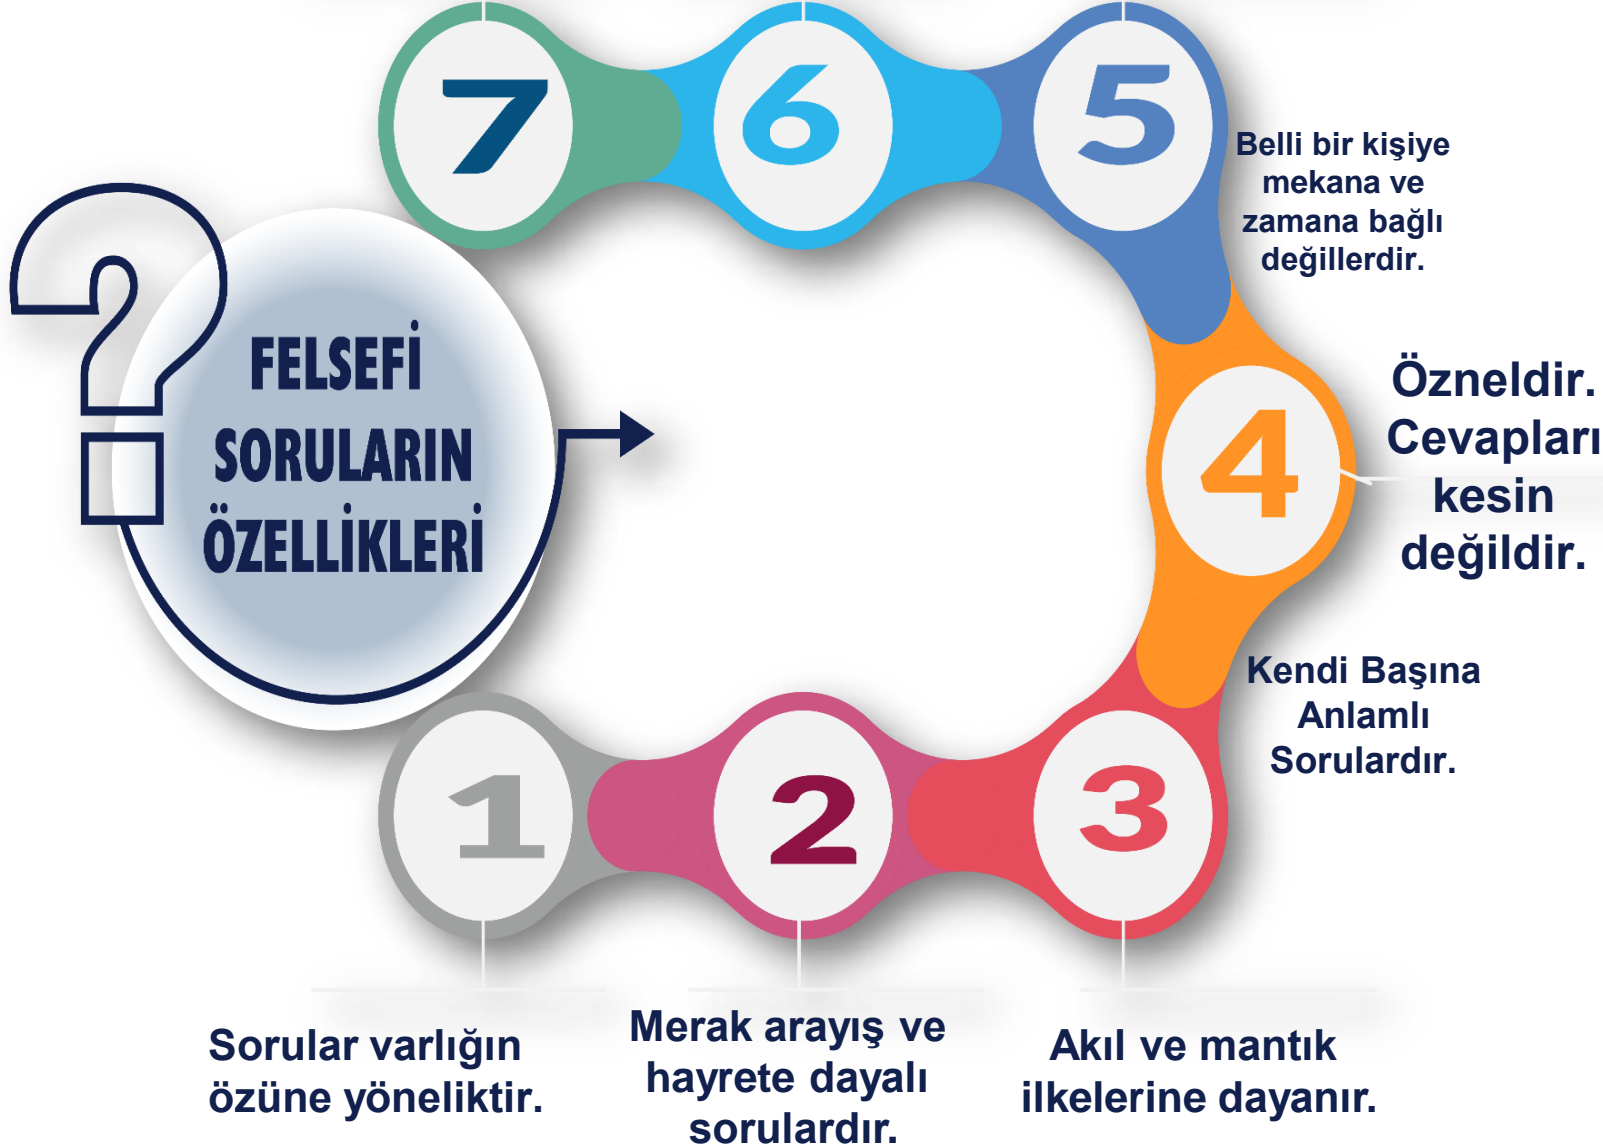 7
6
5
Belli bir kişiye
mekana ve
zamana bağlı
değillerdir.
?
FELSEFİ
SORULARIN
ÖZELLİKLERİ
4
Özneldir.
Cevapları
kesin
değildir.
Kendi Başına
Anlamlı
Sorulardır.
1
2
3
Sorular varlığın
özüne yöneliktir.
Merak arayış ve
hayrete dayalı
sorulardır.
Akıl ve mantık
ilkelerine dayanır.